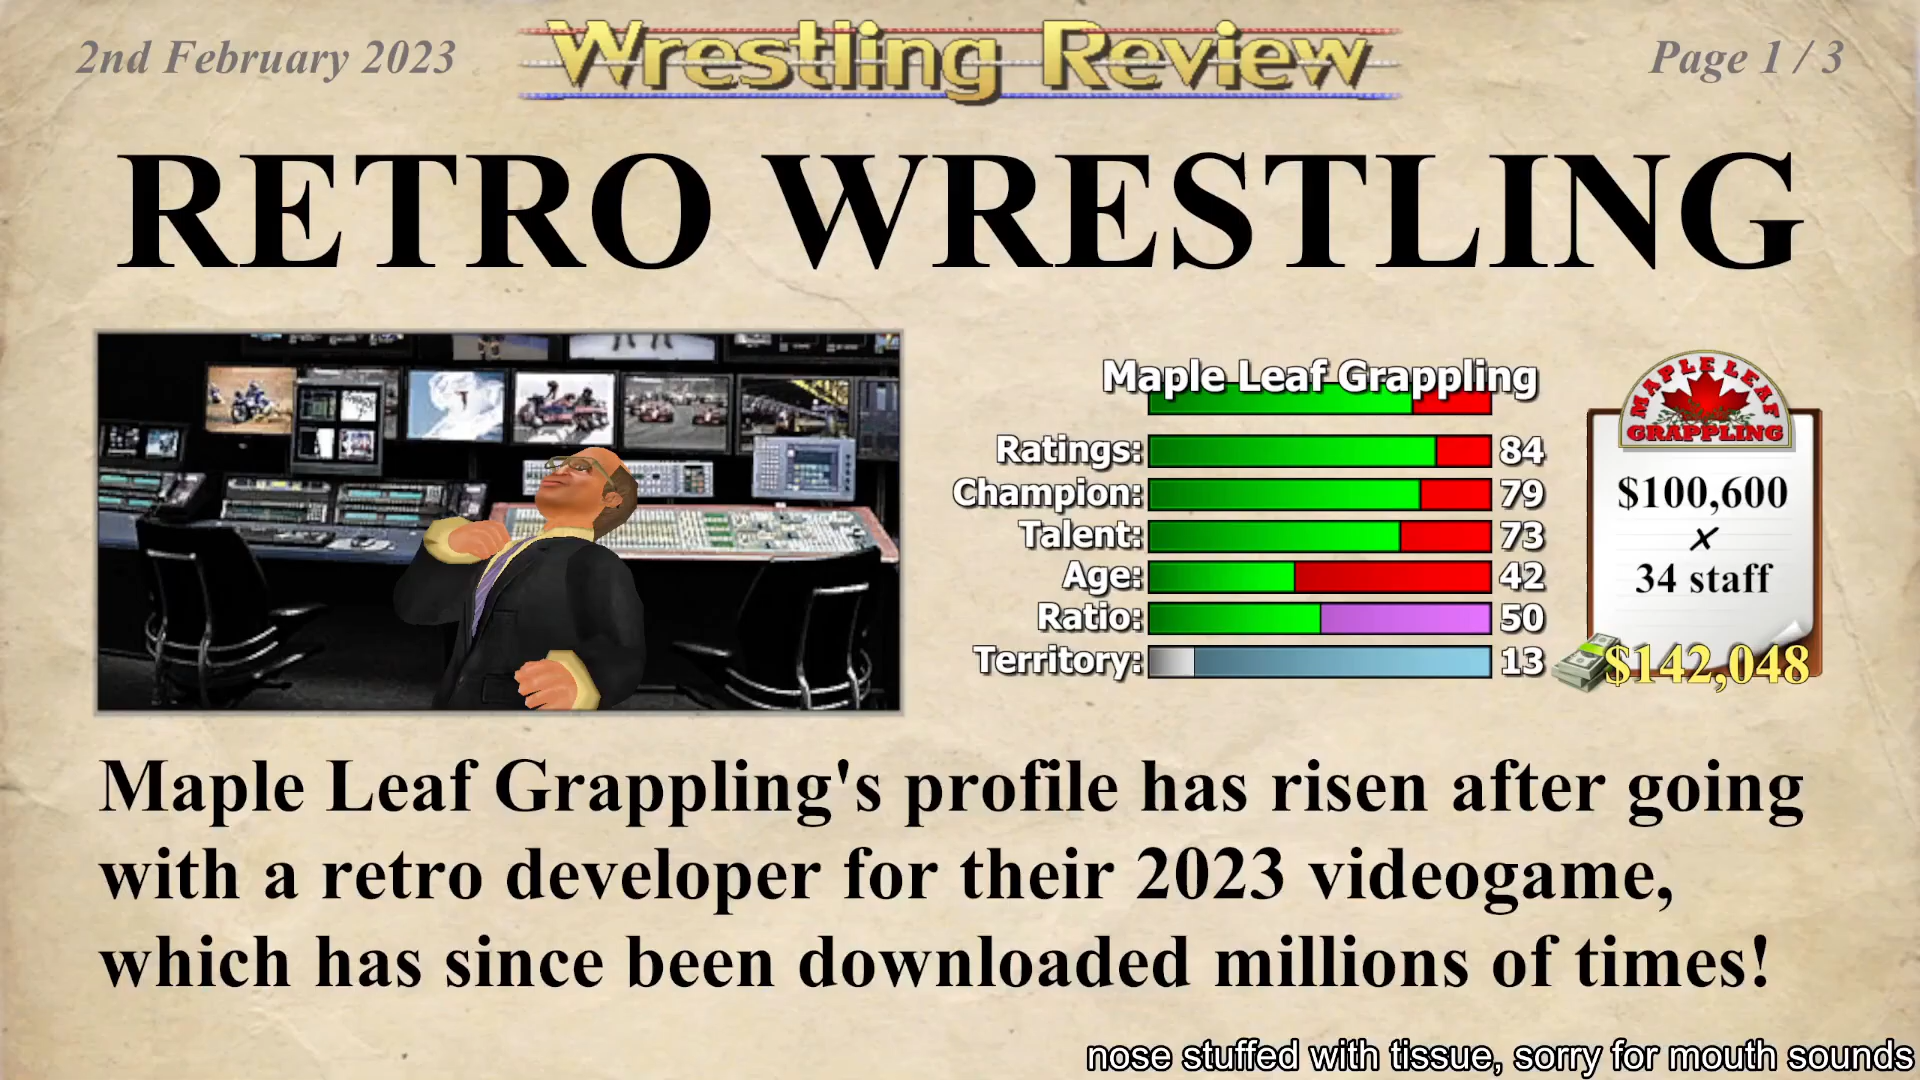 2nd February 2023
Wrestling Review
Page 1 / 3
RETRO WRESTLING
Maple Leaf Grappling
Ratings: 84
Champion: 79
Talent: 73
Age: 42
Ratio: 50
Territory: 13
MAPLE LEAF
GRAPPLING
$100,600
x
34 staff
$142,048
Maple Leaf Grappling's profile has risen after going
with a retro developer for their 2023 videogame,
which has since been downloaded millions of times!
nose stuffed with tissue, sorry for mouth sounds